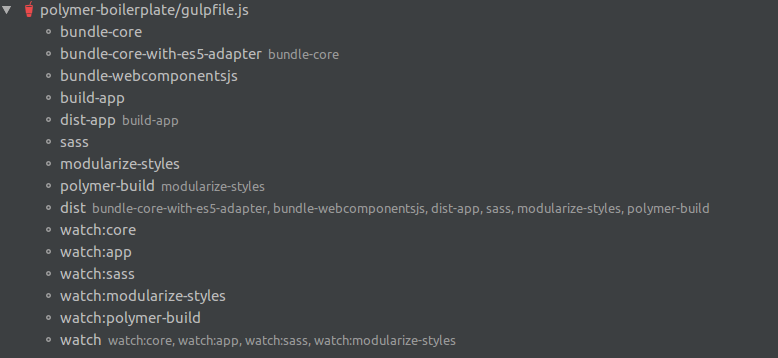 polymer-boilerplate/gulpfile.js
bundle-core
bundle-core-with-es5-adapter bundle-core
bundle-webcomponentsjs
build-app
dist-app build-app
sass
modularize-styles
polymer-build modularize-styles
dist bundle-core-with-es5-adapter, bundle-webcomponentsjs, dist-app, sass, modularize-styles, polymer-build
watch:core
watch:app
watch:sass
watch:modularize-styles
watch:polymer-build
watch watch:core, watch:app, watch:sass, watch:modularize-styles